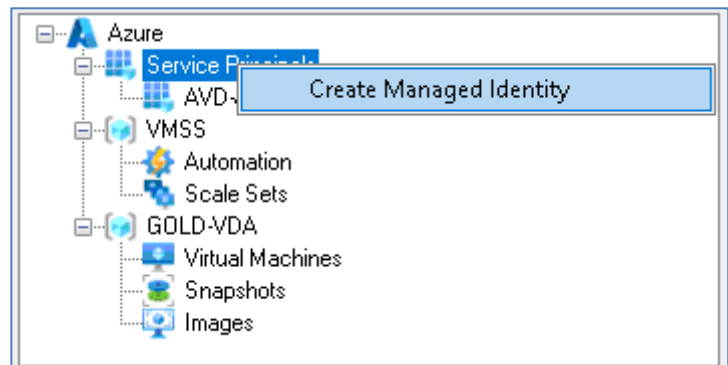 Azure
Service Principals
Create Managed Identity
AVD-
VMSS
Automation
Scale Sets
GOLD-VDA
Virtual Machines
Snapshots
Images